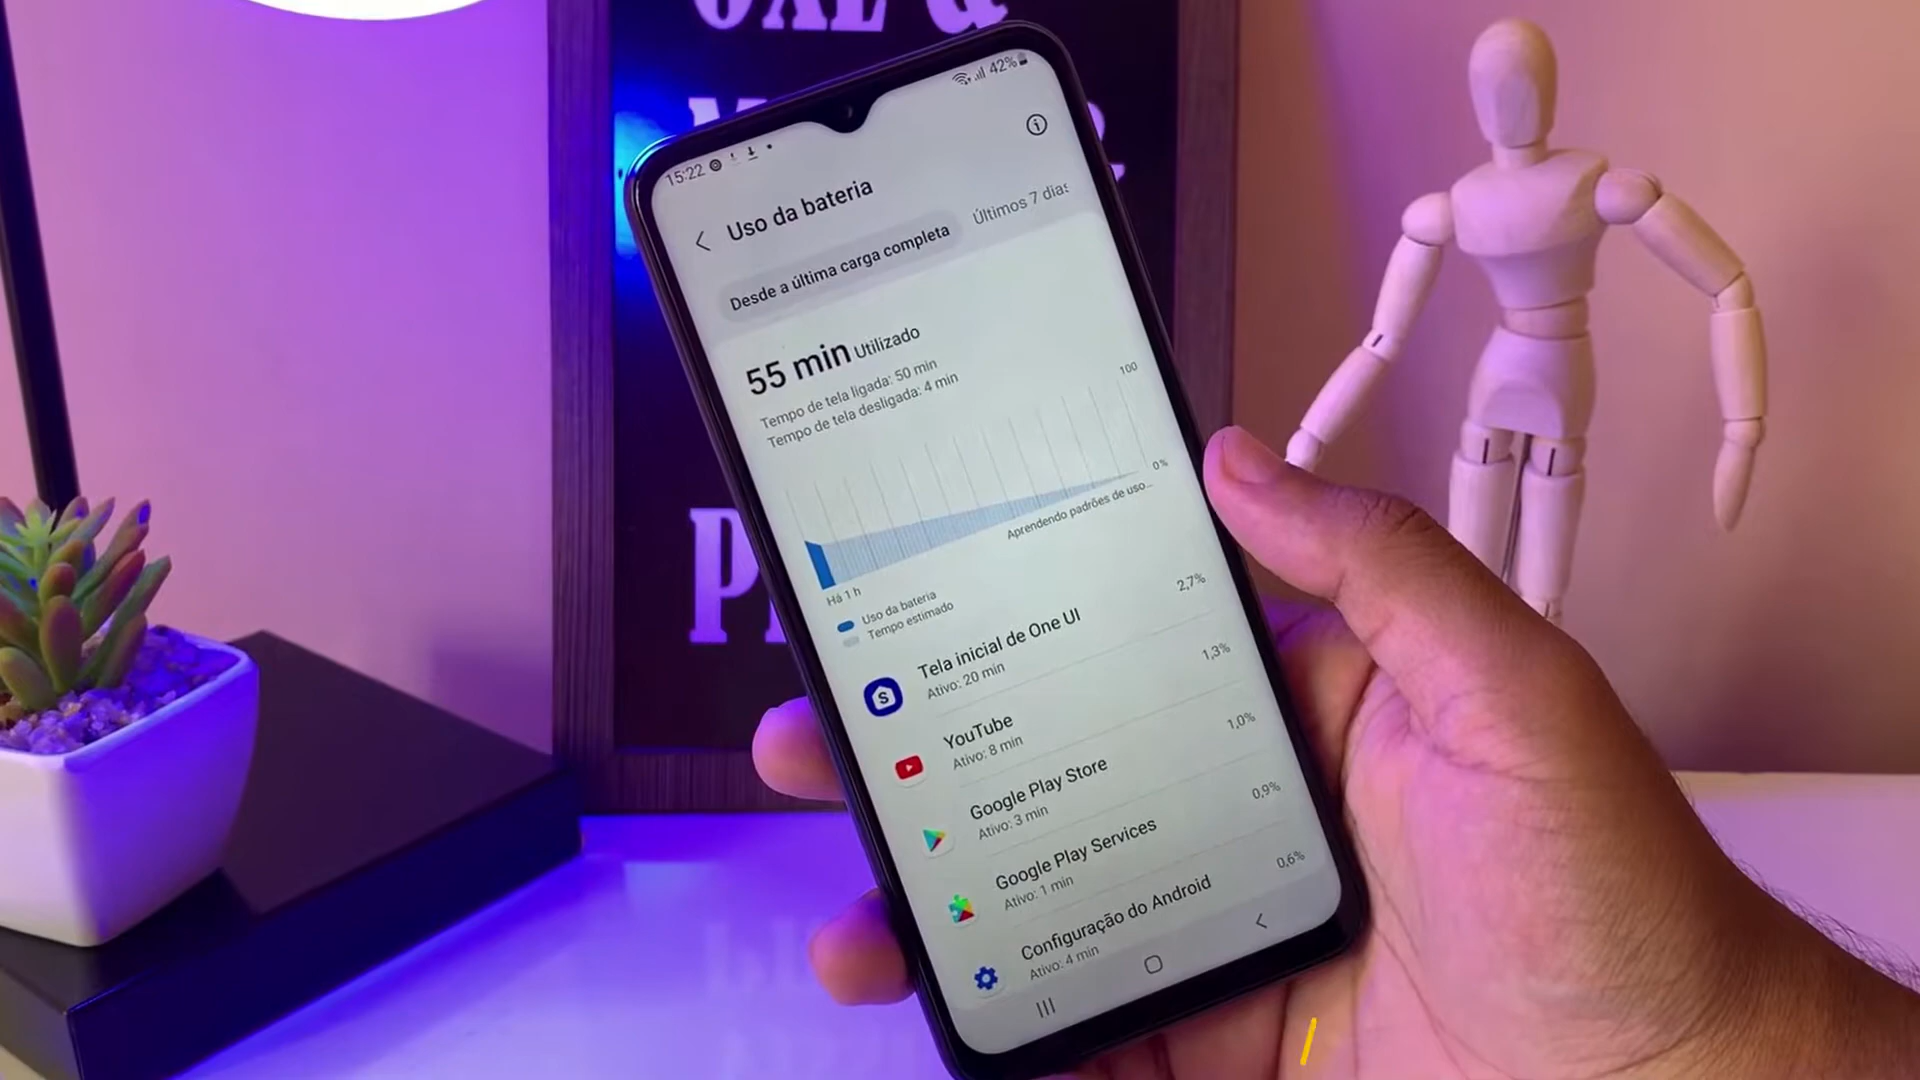 15:22
42%
Uso da bateria
Desde a última carga completa
Últimos 7 dias
55 min Utilizado
Tempo de tela ligada: 50 min
Tempo de tela desligada: 4 min
100
0%
Aprendendo padrões de uso...
Há 1 h
Uso da bateria
Tempo estimado
Tela inicial de One UI
2,7%
Ativo: 20 min
YouTube
1,3%
Ativo: 8 min
Google Play Store
1,0%
Ativo: 3 min
Google Play Services
0,9%
Ativo: 1 min
Configuração do Android
0,6%
Ativo: 4 min